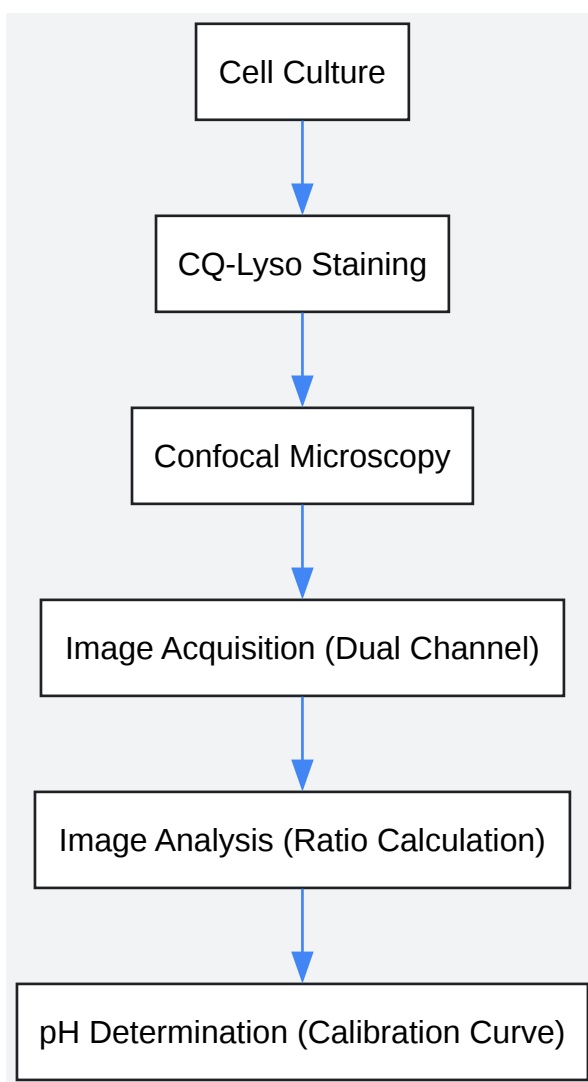 Cell Culture
CQ-Lyso Staining
Confocal Microscopy
Image Acquisition (Dual Channel)
Image Analysis (Ratio Calculation)
pH Determination (Calibration Curve)